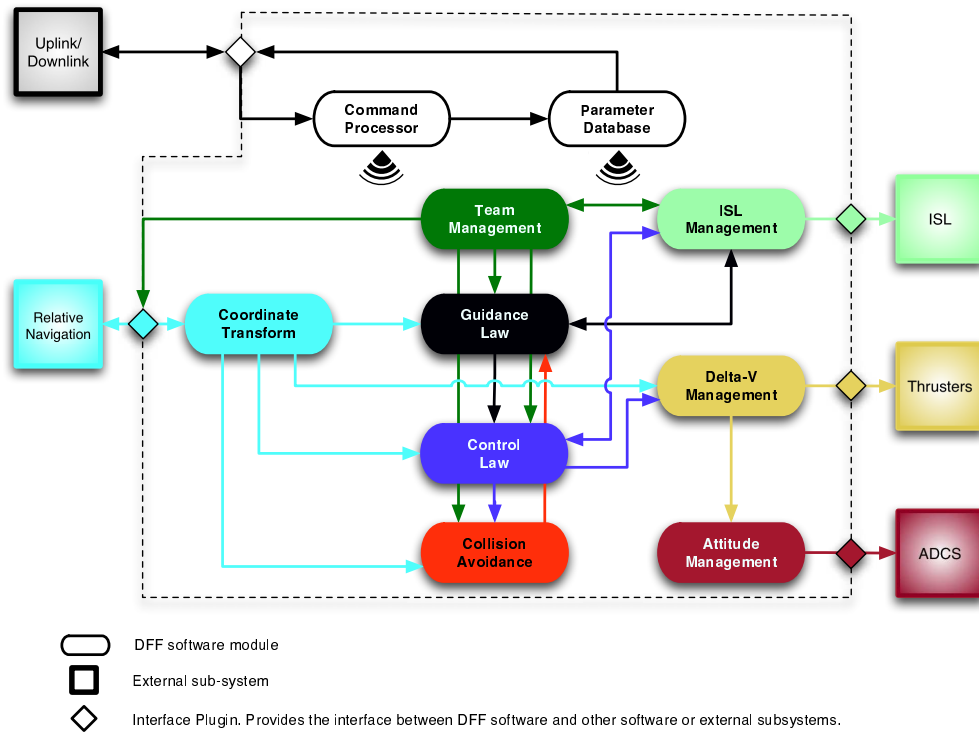 Uplink/
Downlink
Command
Processor
Parameter
Database
Team
Management
ISL
Management
ISL
Relative
Navigation
Coordinate
Transform
Guidance
Law
Delta-V
Management
Thrusters
Control
Law
Collision
Avoidance
Attitude
Management
ADCS
DFF software module
External sub-system
Interface Plugin. Provides the interface between DFF software and other software or external subsystems.